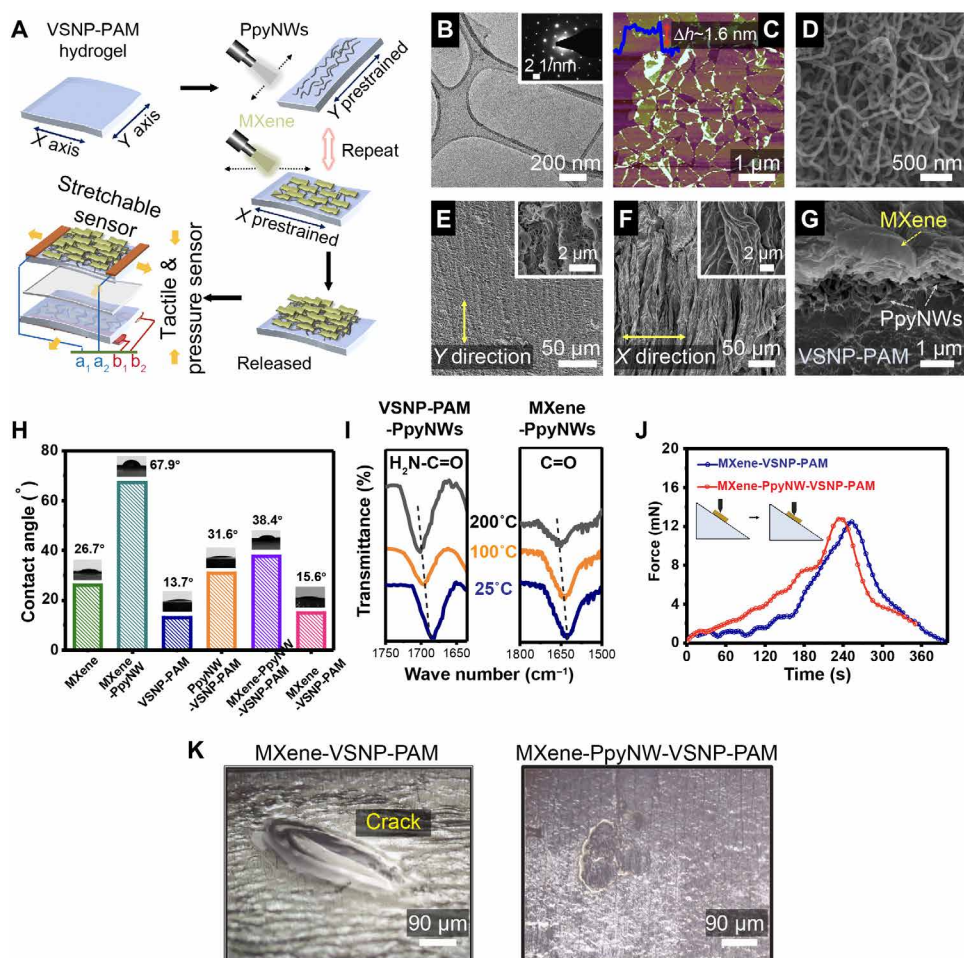 A
VSNP-PAM
hydrogel
X axis
Y axis
PpyNWs
Y prestrained
MXene
Repeat
X prestrained
Stretchable
sensor
Tactile &
pressure sensor
Released
a1 a2 b1 b2
B
2 1/nm
200 nm
C
Δh~1.6 nm
1 μm
D
500 nm
E
2 μm
Y direction
50 μm
F
2 μm
X direction
50 μm
G
MXene
PpyNWs
VSNP-PAM
1 μm
H
Contact angle (°)
80
60
40
20
0
26.7°
67.9°
13.7°
31.6°
38.4°
15.6°
MXene
MXene
-PpyNW
VSNP-PAM
PpyNW
-VSNP-PAM
MXene-PpyNW
-VSNP-PAM
MXene
-VSNP-PAM
I
VSNP-PAM
-PpyNWs
MXene
-PpyNWs
H2N-C=O
C=O
Transmittance (%)
200°C
100°C
25°C
1750 1700 1650
1800 1650 1500
Wave number (cm⁻¹)
J
MXene-VSNP-PAM
MXene-PpyNW-VSNP-PAM
Force (mN)
16
12
8
4
0
0 60 120 180 240 300 360
Time (s)
K
MXene-VSNP-PAM
Crack
90 μm
MXene-PpyNW-VSNP-PAM
90 μm